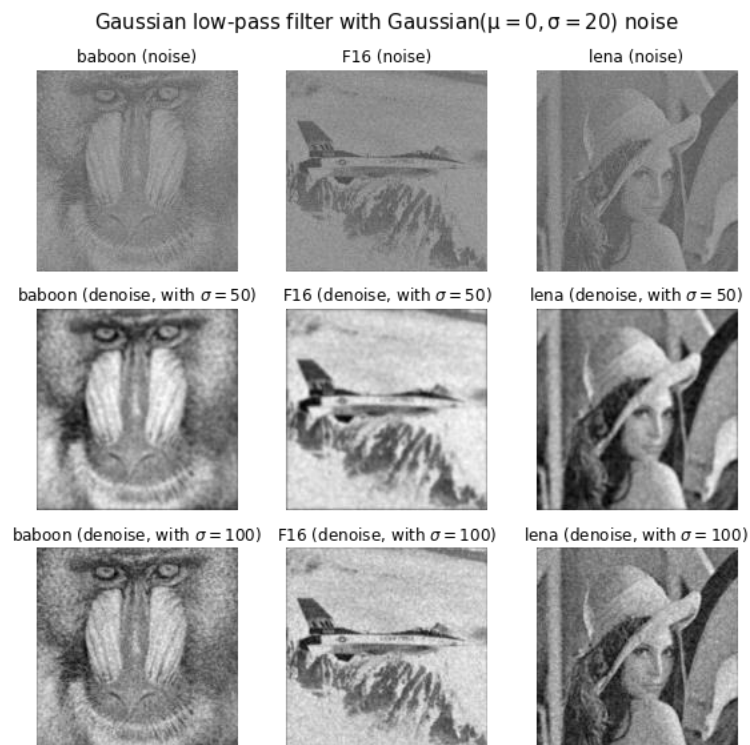 Gaussian low-pass filter with Gaussian(μ = 0, σ = 20) noise
baboon (noise)
F16 (noise)
lena (noise)
baboon (denoise, with σ = 50)
F16 (denoise, with σ = 50)
lena (denoise, with σ = 50)
baboon (denoise, with σ = 100)
F16 (denoise, with σ = 100)
lena (denoise, with σ = 100)